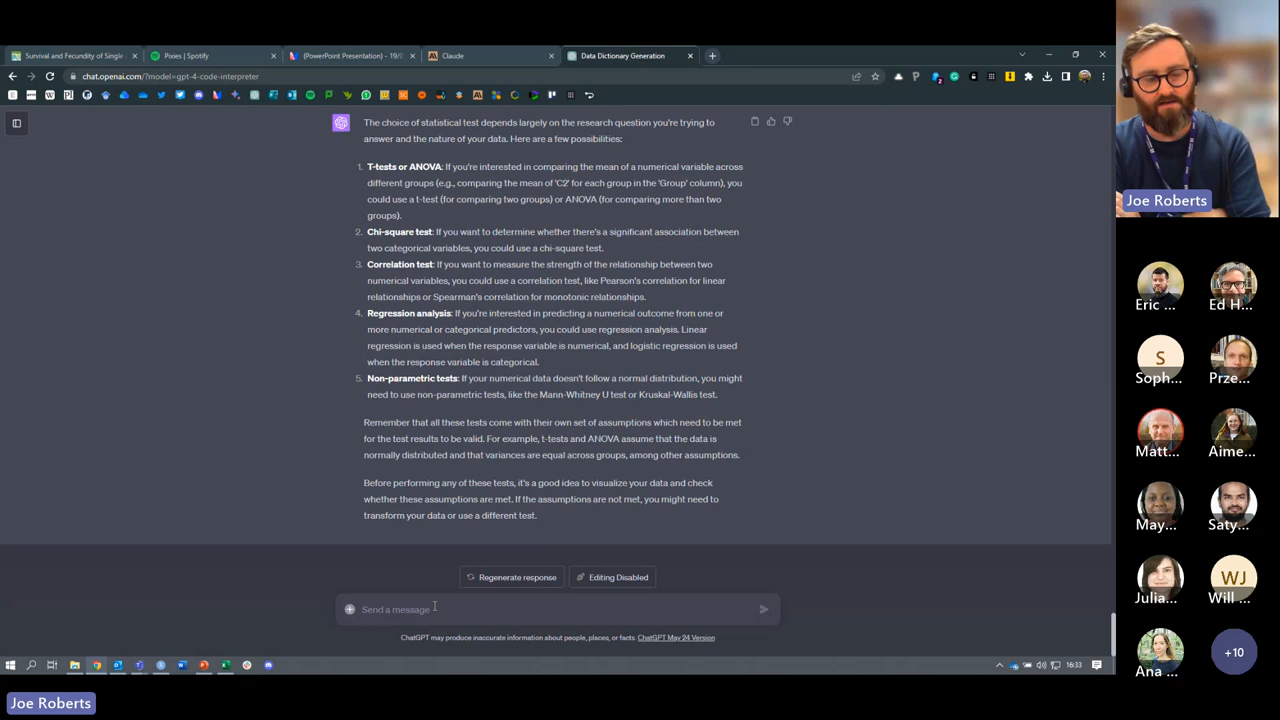 Survival and Fecundity of Single
Pixies | Spotify
(PowerPoint Presentation) - 19/0
Claude
Data Dictionary Generation
chat.openai.com/?model=gpt-4-code-interpreter
The choice of statistical test depends largely on the research question you're trying to
answer and the nature of your data. Here are a few possibilities:
1. T-tests or ANOVA: If you're interested in comparing the mean of a numerical variable across
different groups (e.g., comparing the mean of 'C2' for each group in the 'Group' column), you
could use a t-test (for comparing two groups) or ANOVA (for comparing more than two
groups).
2. Chi-square test: If you want to determine whether there's a significant association between
two categorical variables, you could use a chi-square test.
3. Correlation test: If you want to measure the strength of the relationship between two
numerical variables, you could use a correlation test, like Pearson's correlation for linear
relationships or Spearman's correlation for monotonic relationships.
4. Regression analysis: If you're interested in predicting a numerical outcome from one or
more numerical or categorical predictors, you could use regression analysis. Linear
regression is used when the response variable is numerical, and logistic regression is used
when the response variable is categorical.
5. Non-parametric tests: If your numerical data doesn't follow a normal distribution, you might
need to use non-parametric tests, like the Mann-Whitney U test or Kruskal-Wallis test.
Remember that all these tests come with their own set of assumptions which need to be met
for the test results to be valid. For example, t-tests and ANOVA assume that the data is
normally distributed and that variances are equal across groups, among other assumptions.
Before performing any of these tests, it's a good idea to visualize your data and check
whether these assumptions are met. If the assumptions are not met, you might need to
transform your data or use a different test.
Regenerate response
Editing Disabled
Send a message
ChatGPT may produce inaccurate information about people, places, or facts. ChatGPT May 24 Version
16:33
Joe Roberts
Joe Roberts
Eric ...
Ed H...
S
Soph...
Prze...
Matt...
Aime...
May...
Saty...
Julia...
WJ
Will ...
Ana ...
+10